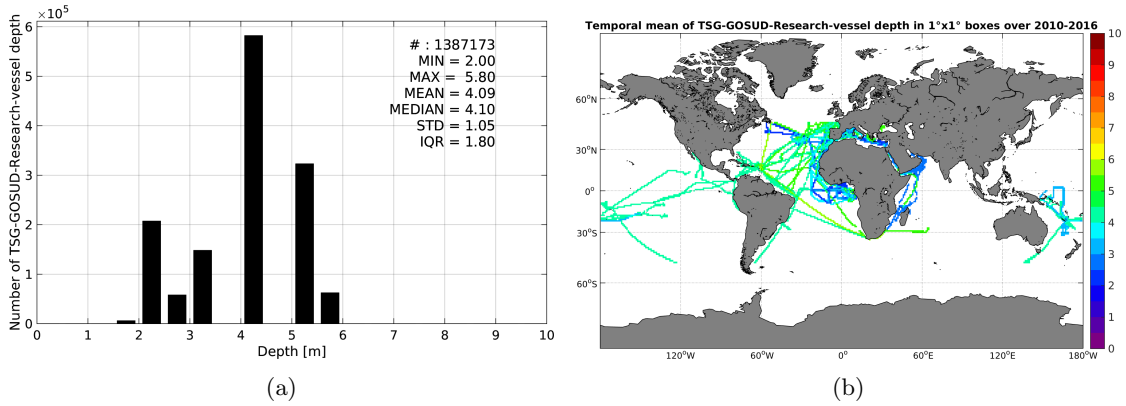 ×10⁵
6
5
4
3
2
1
0
Number of TSG-GOSUD-Research-vessel depth
# : 1387173
MIN = 2.00
MAX = 5.80
MEAN = 4.09
MEDIAN = 4.10
STD = 1.05
IQR = 1.80
0 1 2 3 4 5 6 7 8 9 10
Depth [m]
(a)
Temporal mean of TSG-GOSUD-Research-vessel depth in 1°x1° boxes over 2010-2016
60°N
30°N
0°
30°S
60°S
120°W 60°W 0° 60°E 120°E 180°W
10
9
8
7
6
5
4
3
2
1
0
(b)